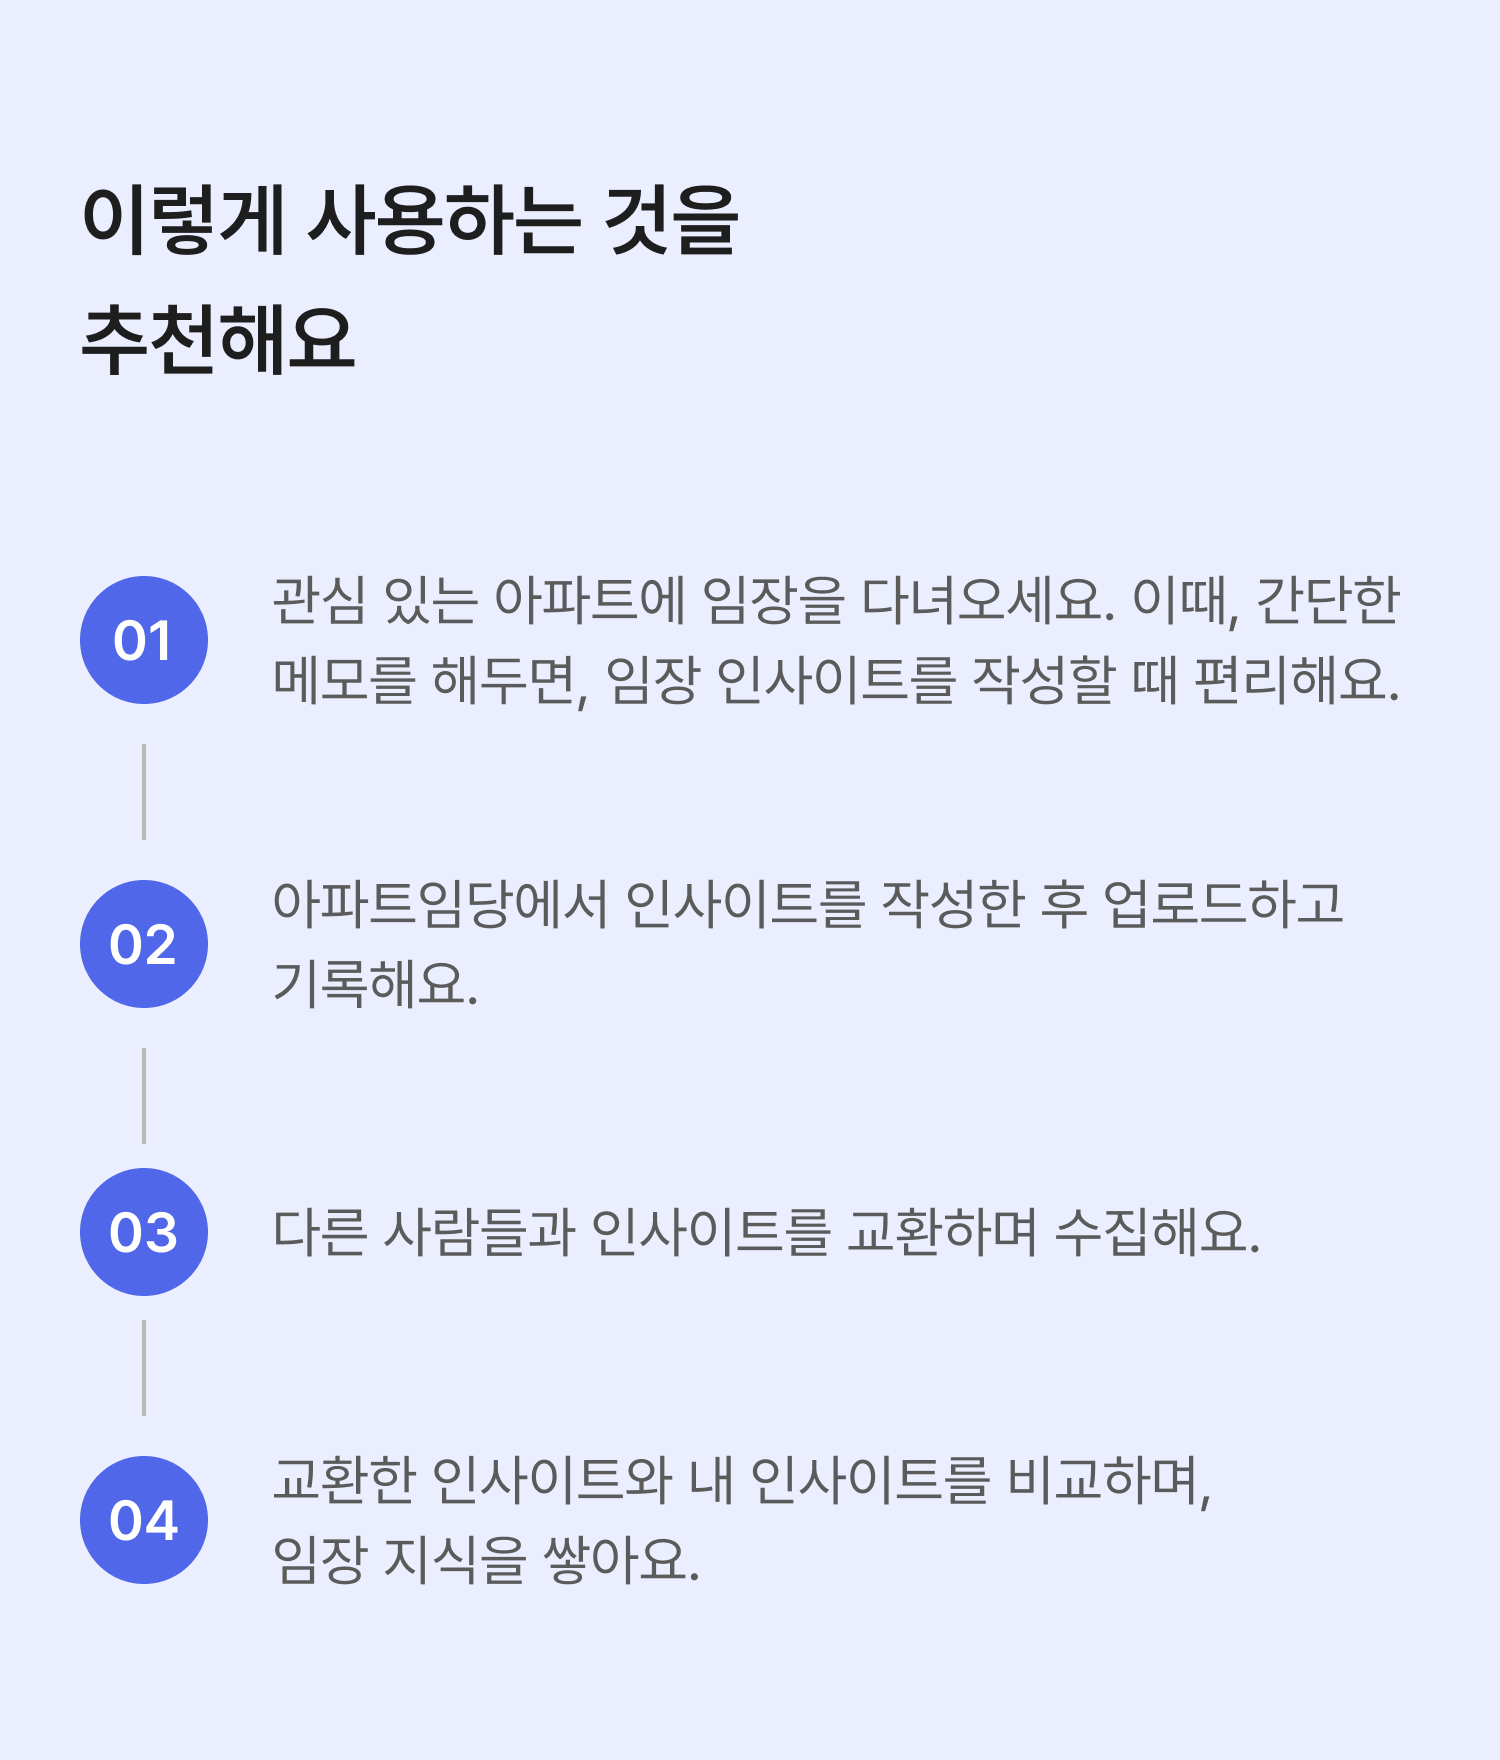 이렇게 사용하는 것을
추천해요
01
관심 있는 아파트에 임장을 다녀오세요. 이때, 간단한
메모를 해두면, 임장 인사이트를 작성할 때 편리해요.
02
아파트임당에서 인사이트를 작성한 후 업로드하고
기록해요.
03
다른 사람들과 인사이트를 교환하며 수집해요.
04
교환한 인사이트와 내 인사이트를 비교하며,
임장 지식을 쌓아요.